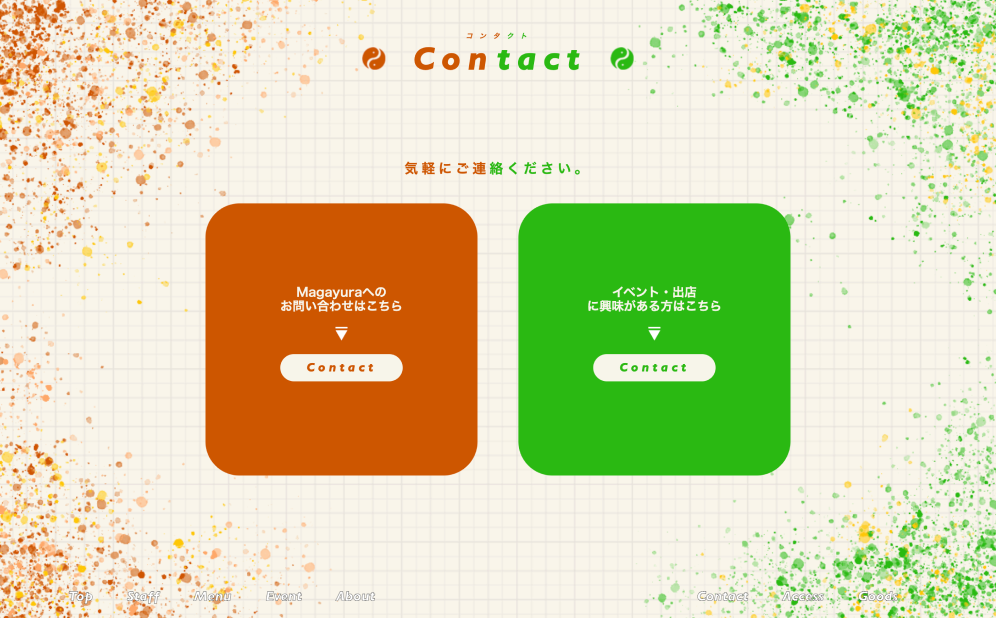 コンタクト
Contact
気軽にご連絡ください。
Magayuraへの
お問い合わせはこちら
Contact
イベント・出店
に興味がある方はこちら
Contact
Top Staff Menu Event About Contact Access Goods